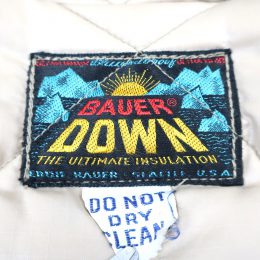 BAUER®
DOWN
THE ULTIMATE INSULATION
EDDIE BAUER / SEATTLE U.S.A
DO NOT
DRY
CLEAN